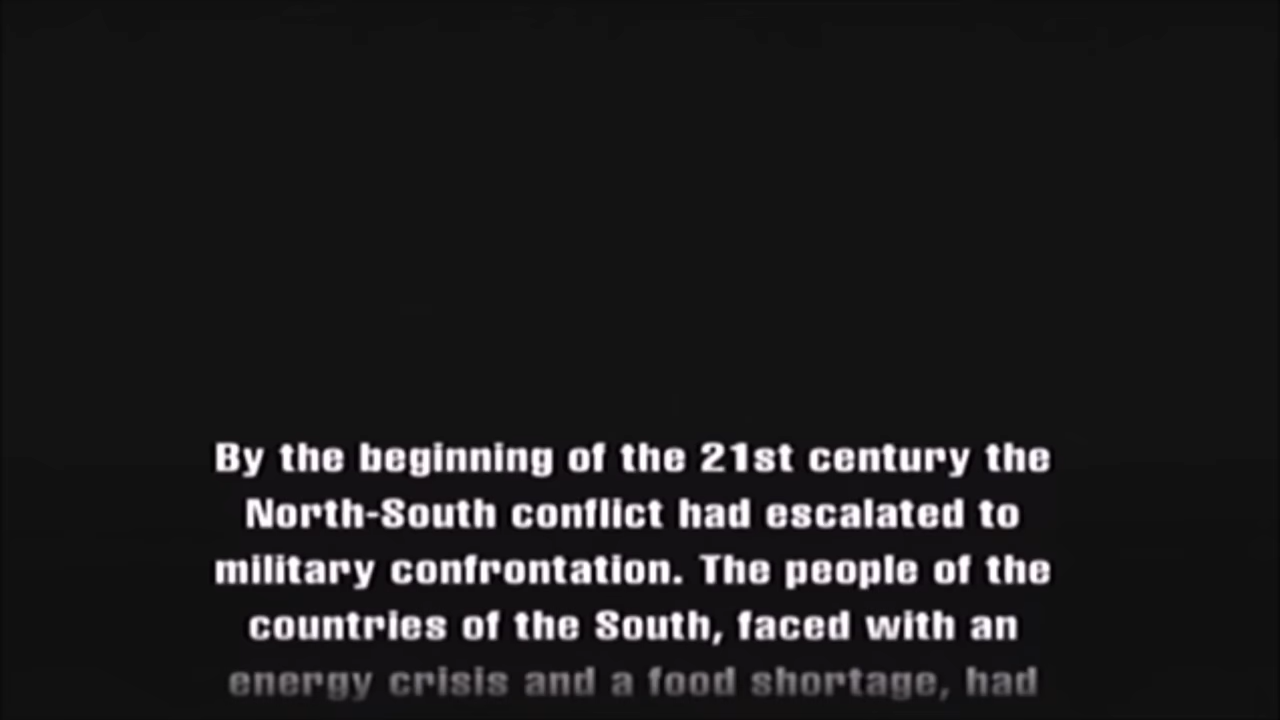 By the beginning of the 21st century the
North-South conflict had escalated to
military confrontation. The people of the
countries of the South, faced with an
energy crisis and a food shortage, had